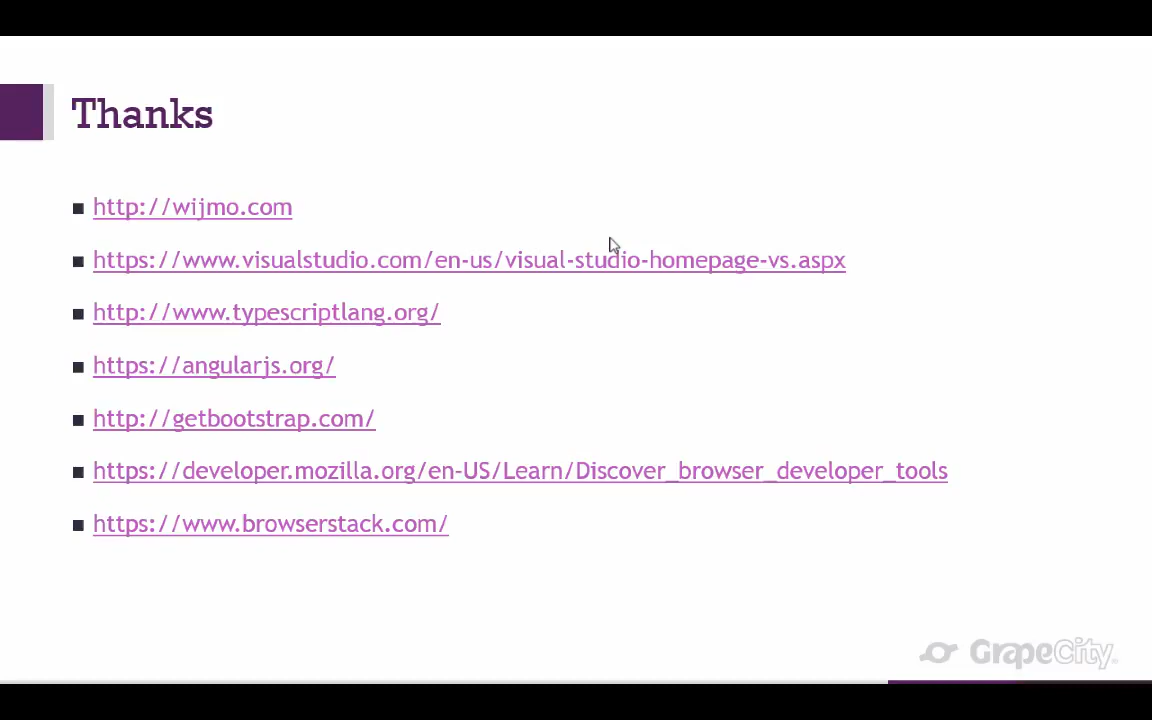 Thanks
http://wijmo.com
https://www.visualstudio.com/en-us/visual-studio-homepage-vs.aspx
http://www.typescriptlang.org/
https://angularjs.org/
http://getbootstrap.com/
https://developer.mozilla.org/en-US/Learn/Discover_browser_developer_tools
https://www.browserstack.com/
GrapeCity